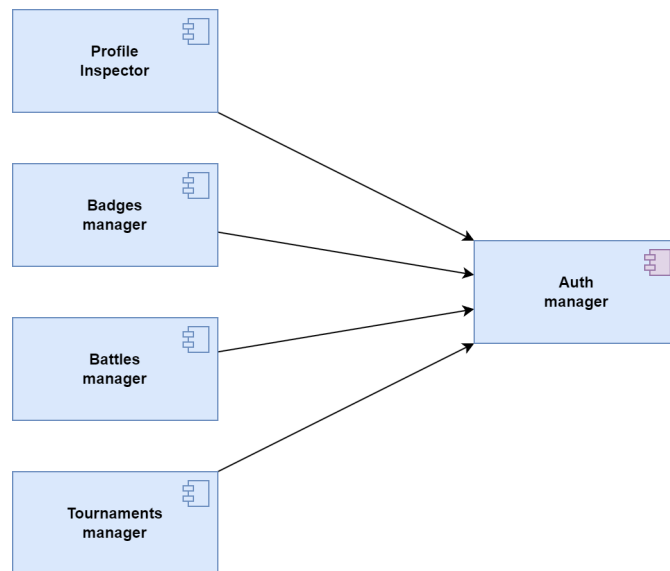 Profile
Inspector
Badges
manager
Auth
manager
Battles
manager
Tournaments
manager